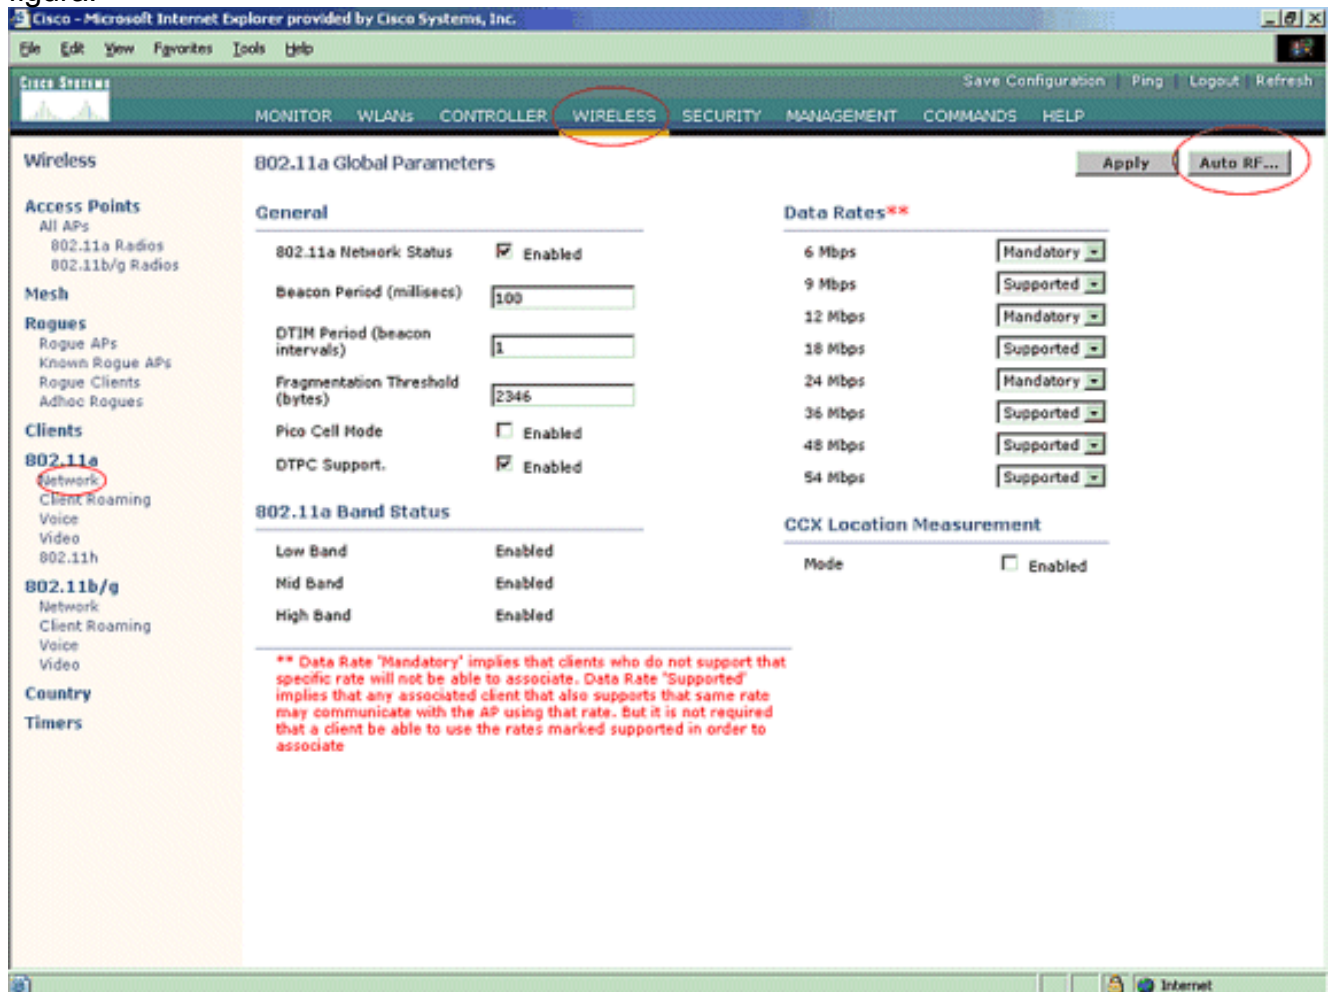 figura.
Cisco - Microsoft Internet Explorer provided by Cisco Systems, Inc.
File Edit View Favorites Tools Help
Cisco Systems
Save Configuration | Ping | Logout | Refresh
MONITOR WLANs CONTROLLER WIRELESS SECURITY MANAGEMENT COMMANDS HELP
Wireless
Access Points
All APs
802.11a Radios
802.11b/g Radios
Mesh
Rogues
Rogue APs
Known Rogue APs
Rogue Clients
Adhoc Rogues
Clients
802.11a
Network
Client Roaming
Voice
Video
802.11h
802.11b/g
Network
Client Roaming
Voice
Video
Country
Timers
802.11a Global Parameters
Apply
Auto RF...
General
802.11a Network Status Enabled
Beacon Period (millisecs) 100
DTIM Period (beacon
intervals) 1
Fragmentation Threshold
(bytes) 2346
Pico Cell Mode Enabled
DTPC Support. Enabled
802.11a Band Status
Low Band Enabled
Mid Band Enabled
High Band Enabled
Data Rates**
6 Mbps Mandatory
9 Mbps Supported
12 Mbps Mandatory
18 Mbps Supported
24 Mbps Mandatory
36 Mbps Supported
48 Mbps Supported
54 Mbps Supported
CCX Location Measurement
Mode Enabled
** Data Rate 'Mandatory' implies that clients who do not support that
specific rate will not be able to associate. Data Rate 'Supported'
implies that any associated client that also supports that same rate
may communicate with the AP using that rate. But it is not required
that a client be able to use the rates marked supported in order to
associate
Internet